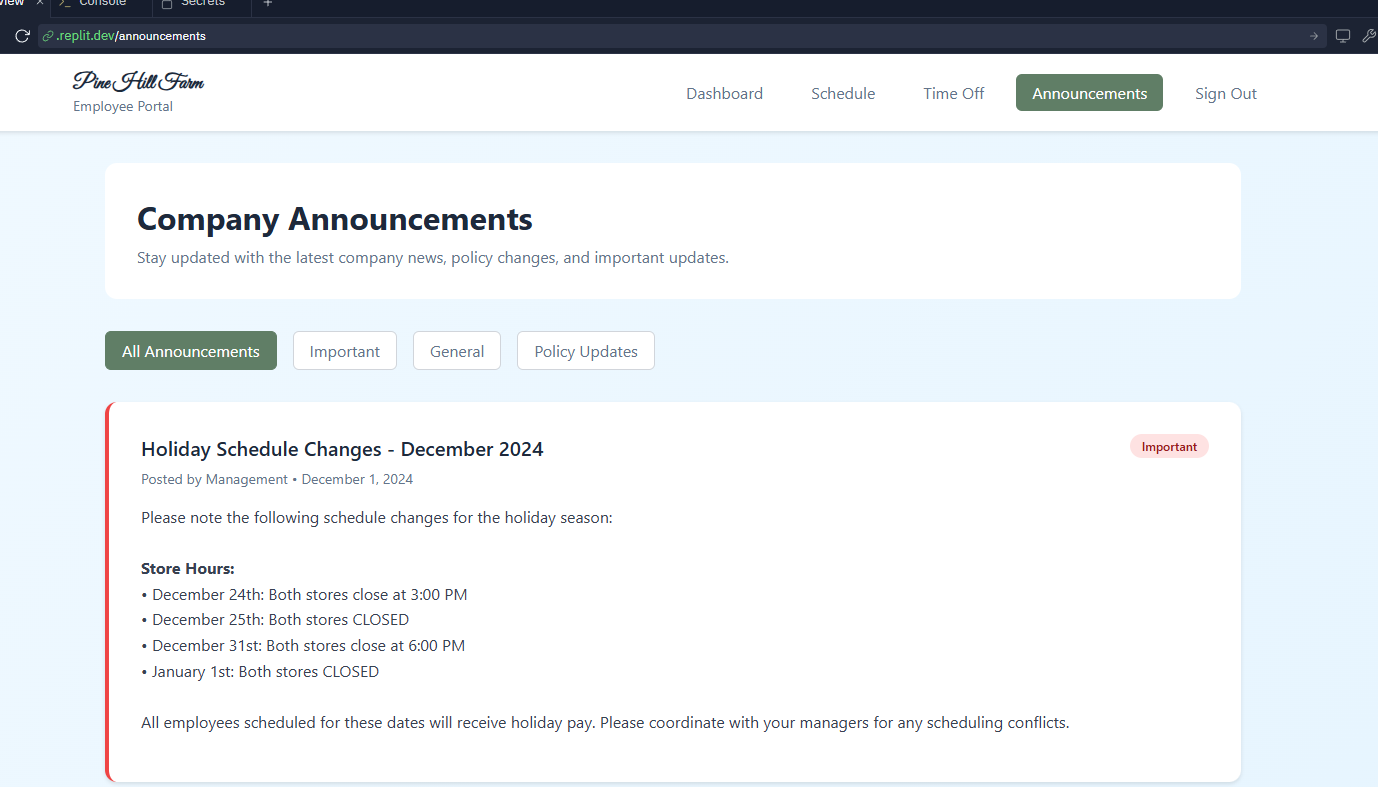 Console
Secrets
.replit.dev/announcements
Pine Hill Farm
Employee Portal
Dashboard
Schedule
Time Off
Announcements
Sign Out
Company Announcements
Stay updated with the latest company news, policy changes, and important updates.
All Announcements
Important
General
Policy Updates
Holiday Schedule Changes - December 2024
Important
Posted by Management • December 1, 2024
Please note the following schedule changes for the holiday season:
Store Hours:
• December 24th: Both stores close at 3:00 PM
• December 25th: Both stores CLOSED
• December 31st: Both stores close at 6:00 PM
• January 1st: Both stores CLOSED
All employees scheduled for these dates will receive holiday pay. Please coordinate with your managers for any scheduling conflicts.